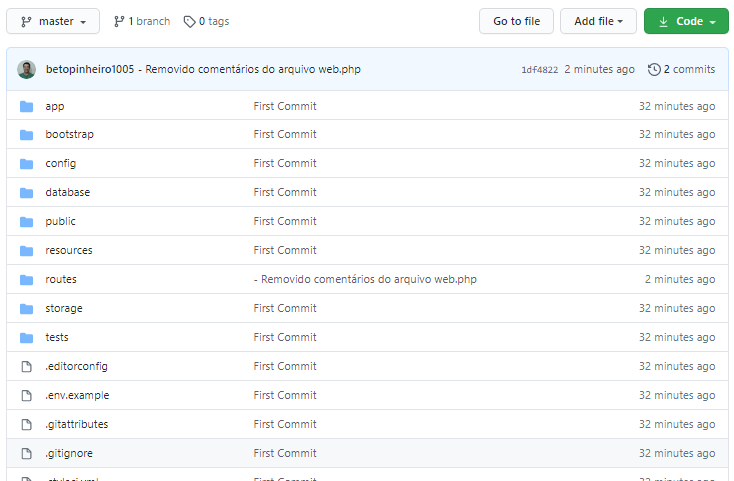 master 1 branch 0 tags Go to file Add file Code
betopinheiro1005 - Removido comentários do arquivo web.php 1df4822 2 minutes ago 2 commits
app First Commit 32 minutes ago
bootstrap First Commit 32 minutes ago
config First Commit 32 minutes ago
database First Commit 32 minutes ago
public First Commit 32 minutes ago
resources First Commit 32 minutes ago
routes - Removido comentários do arquivo web.php 2 minutes ago
storage First Commit 32 minutes ago
tests First Commit 32 minutes ago
.editorconfig First Commit 32 minutes ago
.env.example First Commit 32 minutes ago
.gitattributes First Commit 32 minutes ago
.gitignore First Commit 32 minutes ago
.styleci.yml First Commit 32 minutes ago